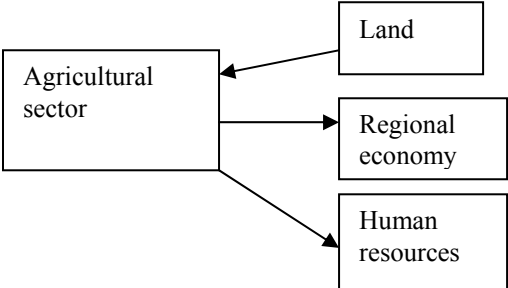 Land
Agricultural
sector
Regional
economy
Human
resources